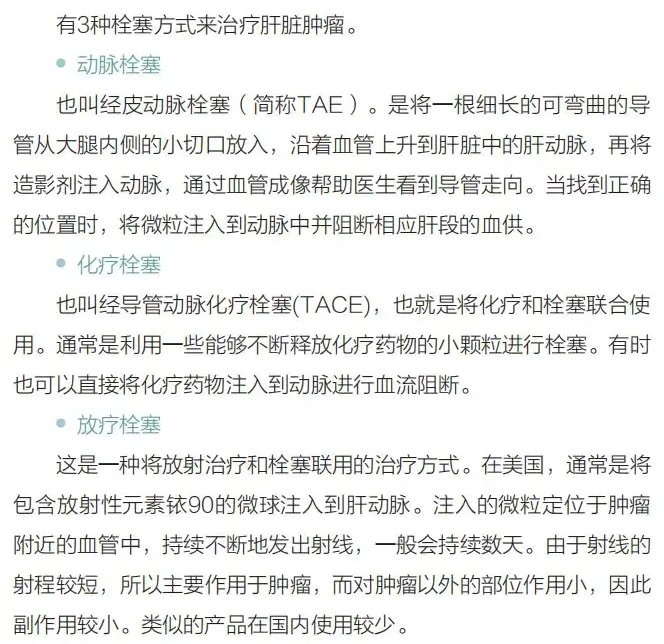 有3种栓塞方式来治疗肝脏肿瘤。
• 动脉栓塞
也叫经皮动脉栓塞（简称TAE）。是将一根细长的可弯曲的导
管从大腿内侧的小切口放入，沿着血管上升到肝脏中的肝动脉，再将
造影剂注入动脉，通过血管成像帮助医生看到导管走向。当找到正确
的位置时，将微粒注入到动脉中并阻断相应肝段的血供。
• 化疗栓塞
也叫经导管动脉化疗栓塞(TACE)，也就是将化疗和栓塞联合使
用。通常是利用一些能够不断释放化疗药物的小颗粒进行栓塞。有时
也可以直接将化疗药物注入到动脉进行血流阻断。
• 放疗栓塞
这是一种将放射治疗和栓塞联用的治疗方式。在美国，通常是将
包含放射性元素铱90的微球注入到肝动脉。注入的微粒定位于肿瘤
附近的血管中，持续不断地发出射线，一般会持续数天。由于射线的
射程较短，所以主要作用于肿瘤，而对肿瘤以外的部位作用小，因此
副作用较小。类似的产品在国内使用较少。